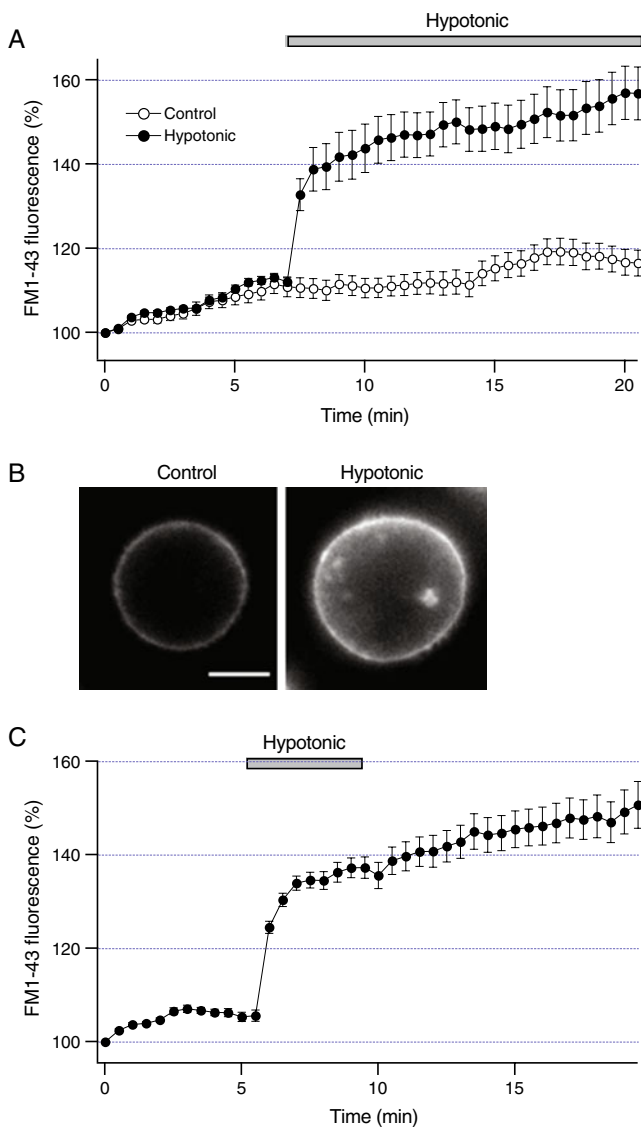 A
Hypotonic
FM1-43 fluorescence (%)
160
140
120
100
Control
Hypotonic
0 5 10 15 20
Time (min)
B
Control Hypotonic
C
Hypotonic
FM1-43 fluorescence (%)
160
140
120
100
0 5 10 15
Time (min)